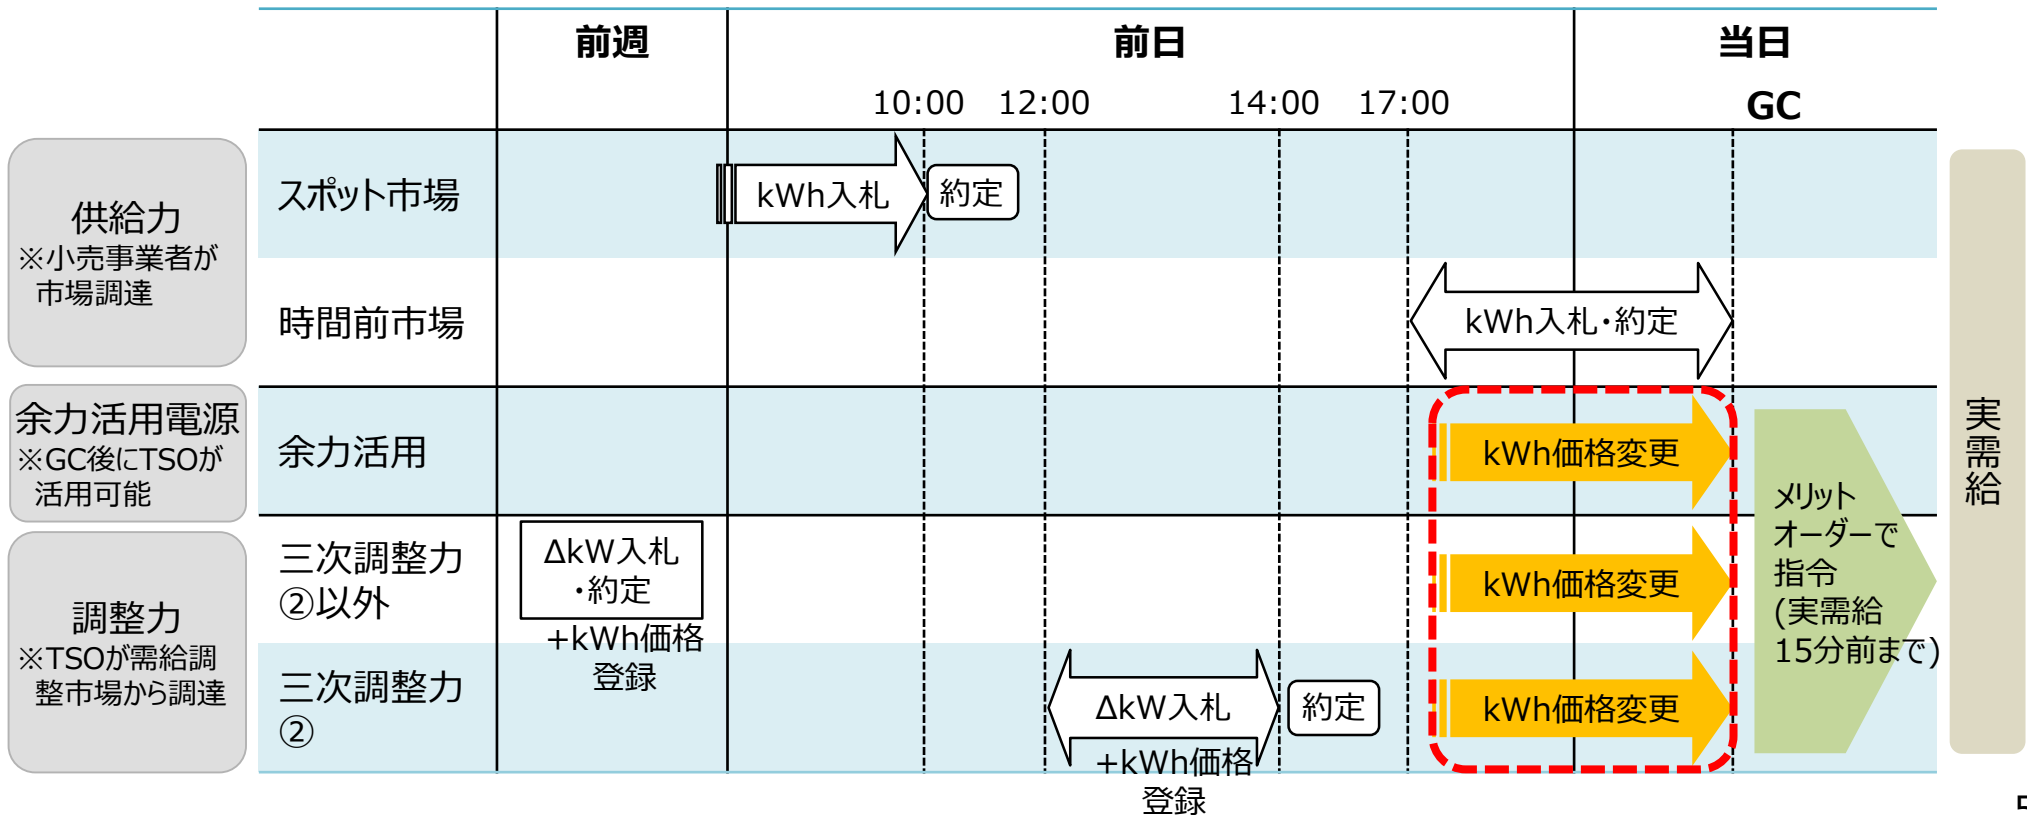 前週
前日
当日
10:00
12:00
14:00
17:00
GC
供給力
※小売事業者が
市場調達
スポット市場
kWh入札
約定
時間前市場
kWh入札・約定
余力活用電源
※GC後にTSOが
活用可能
余力活用
kWh価格変更
調整力
※TSOが需給調
整市場から調達
三次調整力
②以外
ΔkW入札
・約定
+kWh価格
登録
kWh価格変更
三次調整力
②
ΔkW入札
+kWh価格
登録
約定
kWh価格変更
メリット
オーダーで
指令
(実需給
15分前まで)
実需給